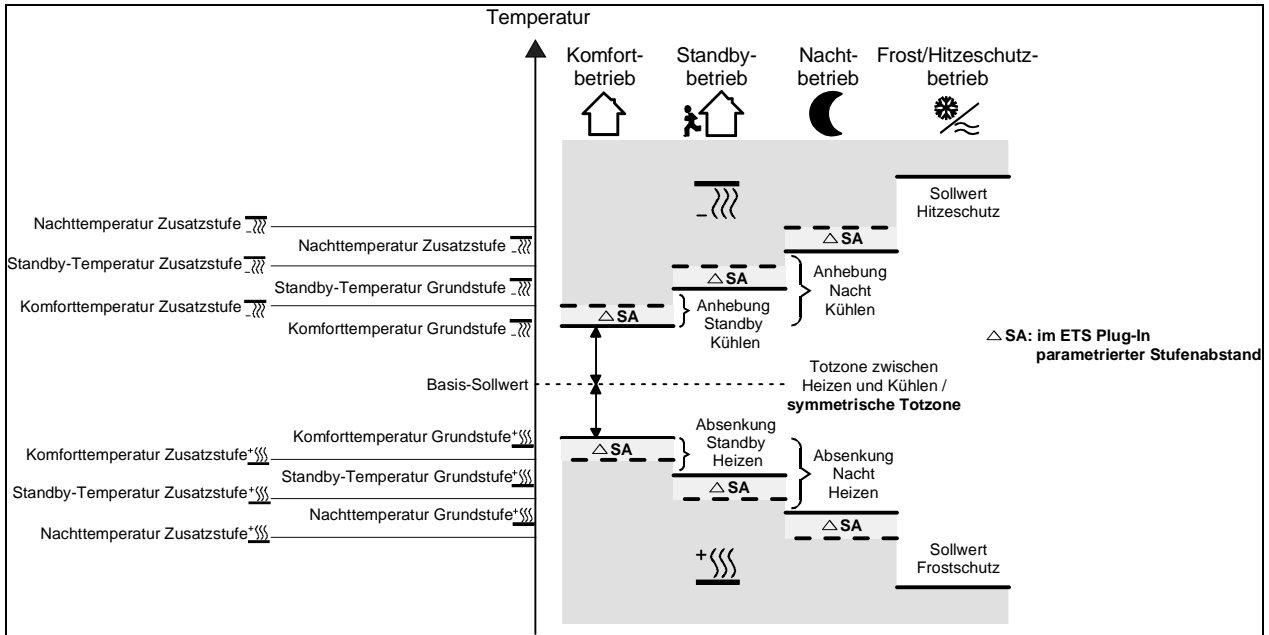 Temperatur
Komfort-
betrieb
Standby-
betrieb
Nacht-
betrieb
Frost/Hitzeschutz-
betrieb
Sollwert
Hitzeschutz
Nachttemperatur Zusatzstufe
Nachttemperatur Zusatzstufe
Standby-Temperatur Zusatzstufe
Standby-Temperatur Grundstufe
Komforttemperatur Zusatzstufe
Komforttemperatur Grundstufe
△ SA
△ SA
△ SA
Anhebung
Standby
Kühlen
Anhebung
Nacht
Kühlen
△ SA: im ETS Plug-In
parametrierter Stufenabstand
Basis-Sollwert
Totzone zwischen
Heizen und Kühlen /
symmetrische Totzone
Komforttemperatur Grundstufe
Komforttemperatur Zusatzstufe
Standby-Temperatur Grundstufe
Standby-Temperatur Zusatzstufe
Nachttemperatur Grundstufe
Nachttemperatur Zusatzstufe
△ SA
△ SA
△ SA
Absenkung
Standby
Heizen
Absenkung
Nacht
Heizen
Sollwert
Frostschutz